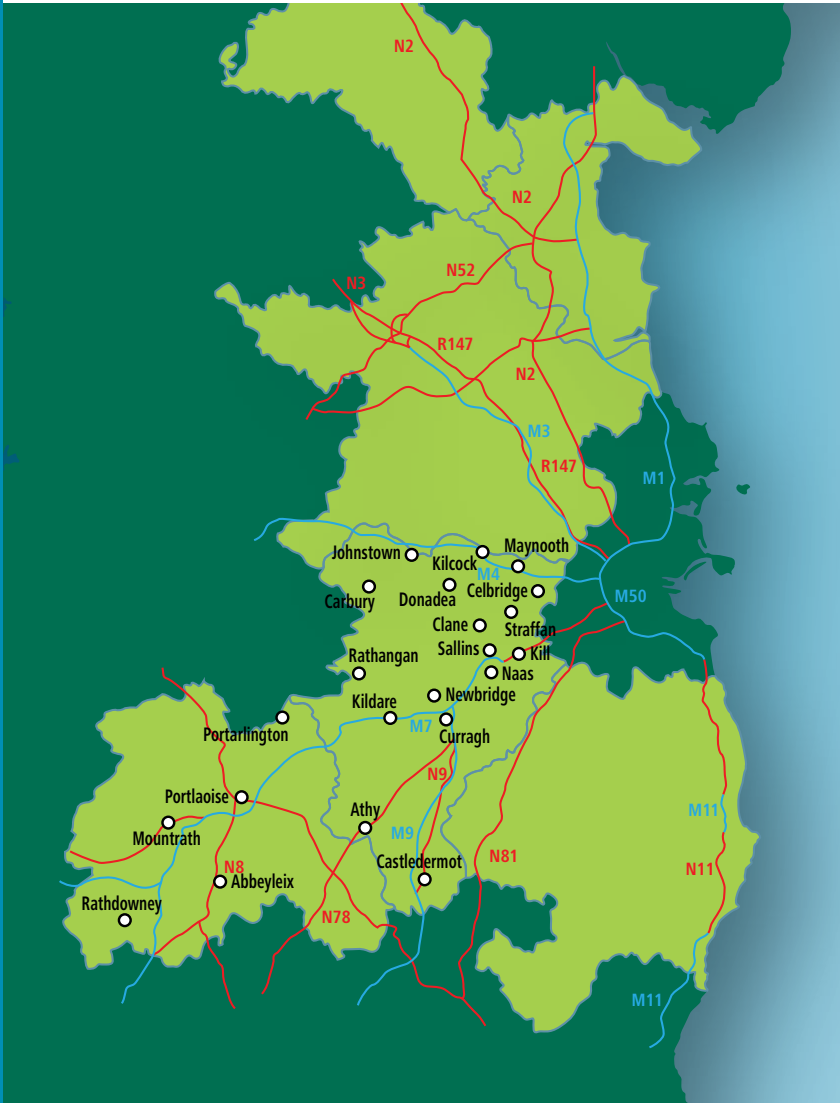 N2
N2
N52
N3
R147
N2
M3
R147
M1
Johnstown
Kilcock
Maynooth
M4
Carbury
Donadea
Celbridge
M50
Clane
Straffan
Sallins
Kill
Rathangan
Naas
Kildare
Newbridge
M7
Portarlington
Curragh
N9
Portlaoise
Athy
M11
Mountrath
M9
Castledermot
N81
N8
N11
Abbeyleix
Rathdowney
N78
M11